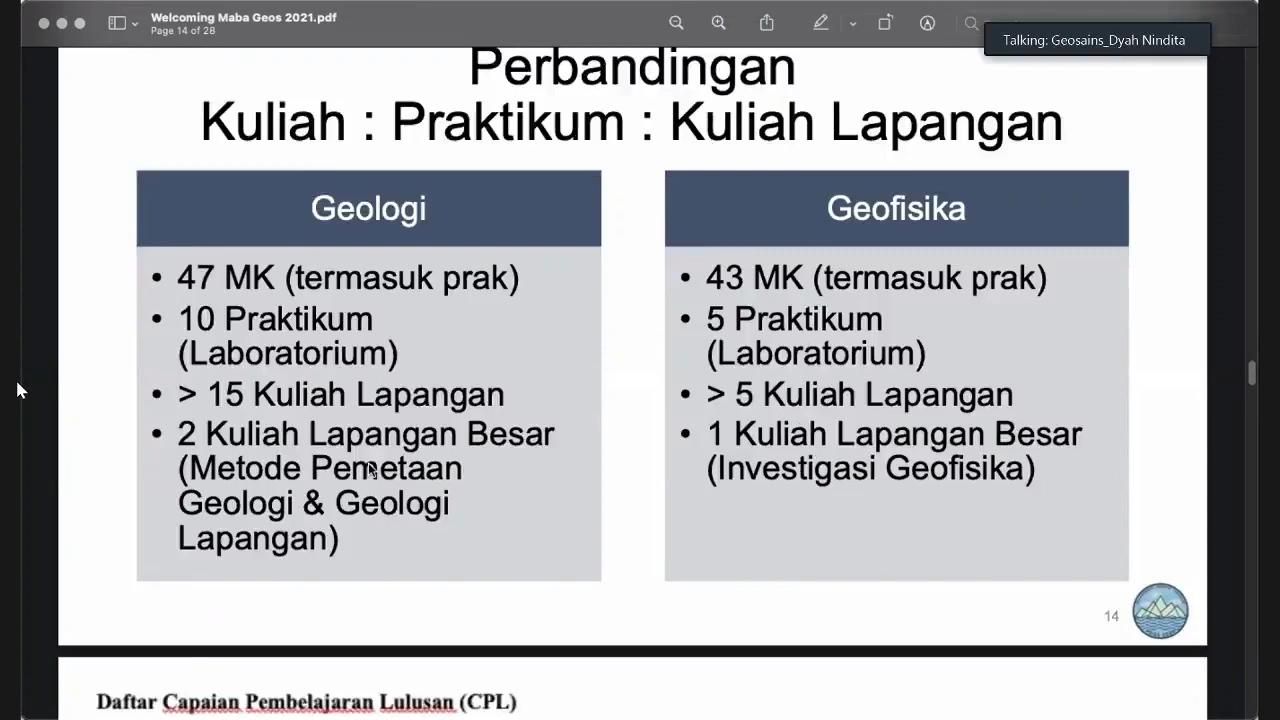 Welcoming Maba Geos 2021.pdf
Page 14 of 28
Talking: Geosains_Dyah Nindita
Perbandingan
Kuliah : Praktikum : Kuliah Lapangan
Geologi
• 47 MK (termasuk prak)
• 10 Praktikum
(Laboratorium)
• > 15 Kuliah Lapangan
• 2 Kuliah Lapangan Besar
(Metode Pemetaan
Geologi & Geologi
Lapangan)
Geofisika
• 43 MK (termasuk prak)
• 5 Praktikum
(Laboratorium)
• > 5 Kuliah Lapangan
• 1 Kuliah Lapangan Besar
(Investigasi Geofisika)
14
Daftar Capaian Pembelajaran Lulusan (CPL)